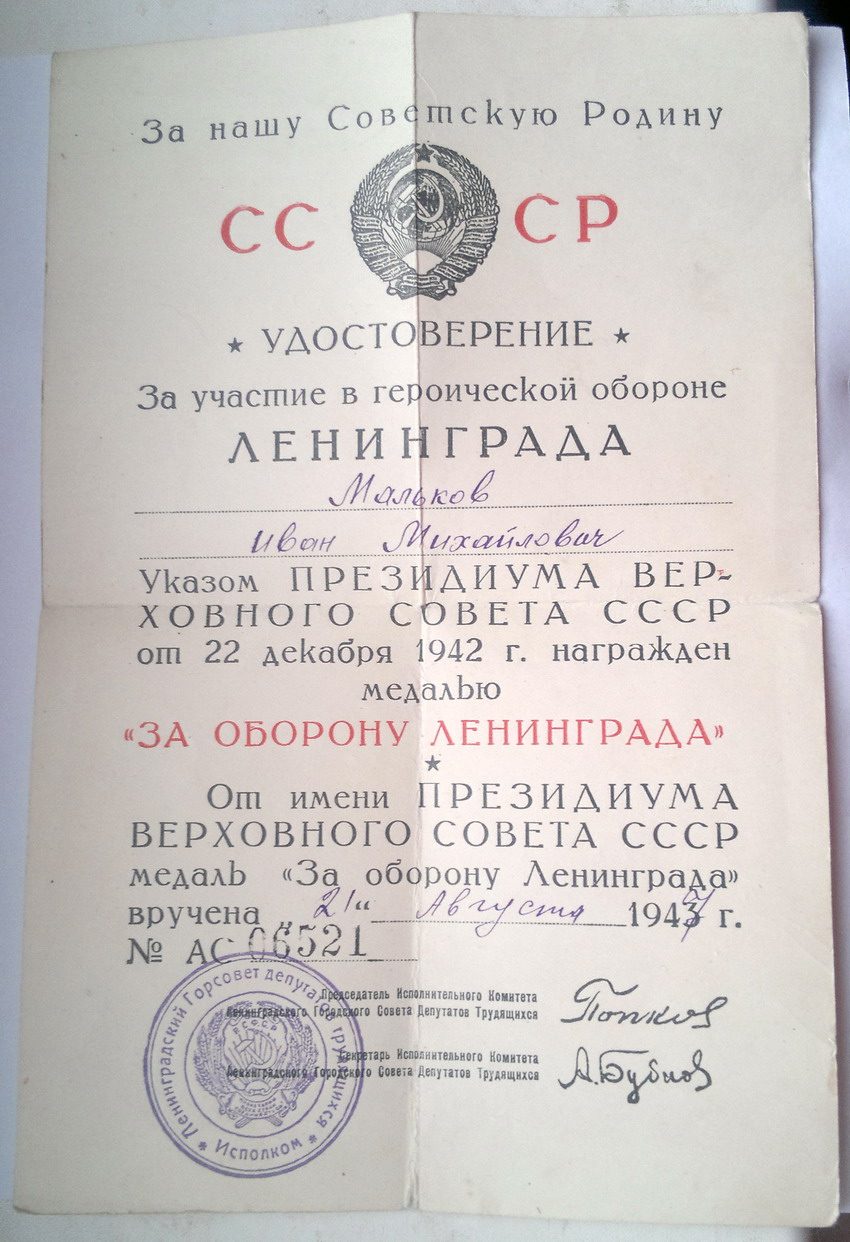 За нашу Советскую Родину
СССР
★ УДОСТОВЕРЕНИЕ ★
За участие в героической обороне
ЛЕНИНГРАДА
Мальков
Иван Михайлович
Указом ПРЕЗИДИУМА ВЕР-
ХОВНОГО СОВЕТА СССР
от 22 декабря 1942 г. награжден
медалью
«ЗА ОБОРОНУ ЛЕНИНГРАДА»
★
От имени ПРЕЗИДИУМА
ВЕРХОВНОГО СОВЕТА СССР
медаль «За оборону Ленинграда»
вручена „21“ Августа г.
№ АС 06521
Председатель Исполнительного Комитета
Ленинградского Городского Совета Депутатов Трудящихся
Попков
Секретарь Исполнительного Комитета
Ленинградского Городского Совета Депутатов Трудящихся
А.Бубнов
Ленинградский Горсовет депутатов трудящихся
★ Исполком ★